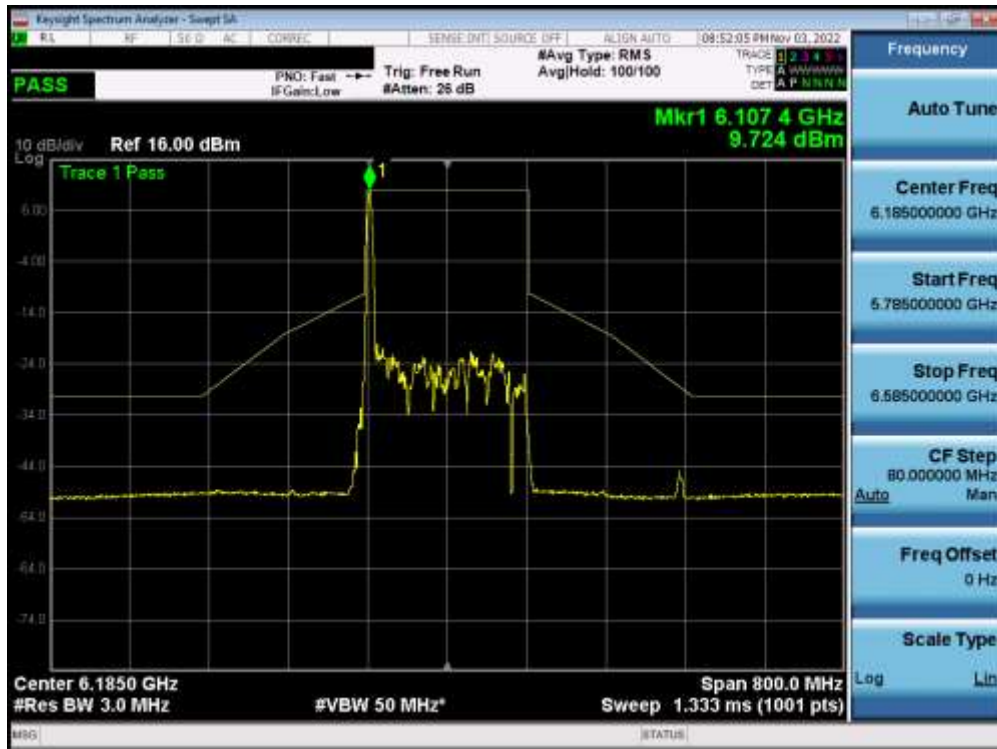 Keysight Spectrum Analyzer - Swept SA
RL RF 50 Ω AC CORREC SENSE:INT SOURCE OFF ALIGN AUTO 08:52:05 PM Nov 03, 2022
PASS
PNO: Fast
IFGain:Low
Trig: Free Run
#Atten: 26 dB
#Avg Type: RMS
Avg|Hold: 100/100
TRACE 1 2 3 4 5 6
TYPE A WWWWW
DET A P N N N N
Frequency
Mkr1 6.107 4 GHz
9.724 dBm
10 dB/div Ref 16.00 dBm
Log
Trace 1 Pass
1
6.00
-4.00
-14.0
-24.0
-34.0
-44.0
-54.0
-64.0
-74.0
Center 6.1850 GHz
Span 800.0 MHz
#Res BW 3.0 MHz
#VBW 50 MHz*
Sweep 1.333 ms (1001 pts)
MSG
STATUS
Auto Tune
Center Freq
6.185000000 GHz
Start Freq
5.785000000 GHz
Stop Freq
6.585000000 GHz
CF Step
80.000000 MHz
Auto Man
Freq Offset
0 Hz
Scale Type
Log Lin